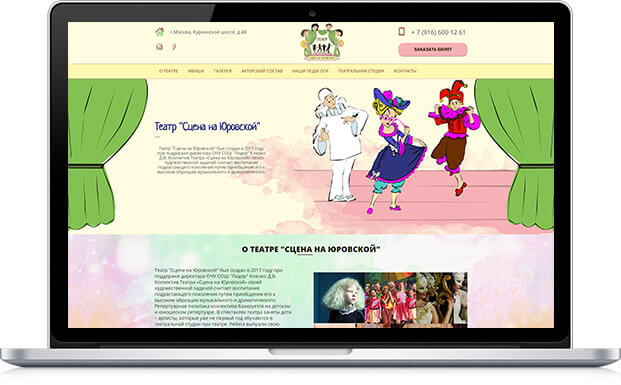 г.Москва, Куркинское шоссе, д.48
ТЕАТР
+ 7 (916) 600 12 61
ЗАКАЗАТЬ БИЛЕТ
О ТЕАТРЕ АФИША ГАЛЕРЕЯ АКТЕРСКИЙ СОСТАВ НАШИ ПЕДАГОГИ ТЕАТРАЛЬНАЯ СТУДИЯ КОНТАКТЫ
Театр "Сцена на Юровской"
Театр "Сцена на Юровской" был создан в 2017 году
при поддержке директора ОЧУ СОШ "Лидер" Клюзко
Д.В. Коллектив Театра «Сцена на Юровской» своей
художественной задачей считает воспитание
подрастающего поколения путем приобщения его к
высоким образцам музыкального и драматического.
О ТЕАТРЕ "СЦЕНА НА ЮРОВСКОЙ"
Театр "Сцена на Юровской" был создан в 2017 году при
поддержке директора ОЧУ СОШ "Лидер" Клюзко Д.В.
Коллектив Театра «Сцена на Юровской» своей
художественной задачей считает воспитание
подрастающего поколения путем приобщения его к
высоким образцам музыкального и драматического.
Репертуарная политика коллектива базируется на детском
и юношеском репертуаре. В спектаклях театра заняты дети
– артисты, которые уже не первый год обучаются в
театральной студии при театре. Ребята выбрали свою